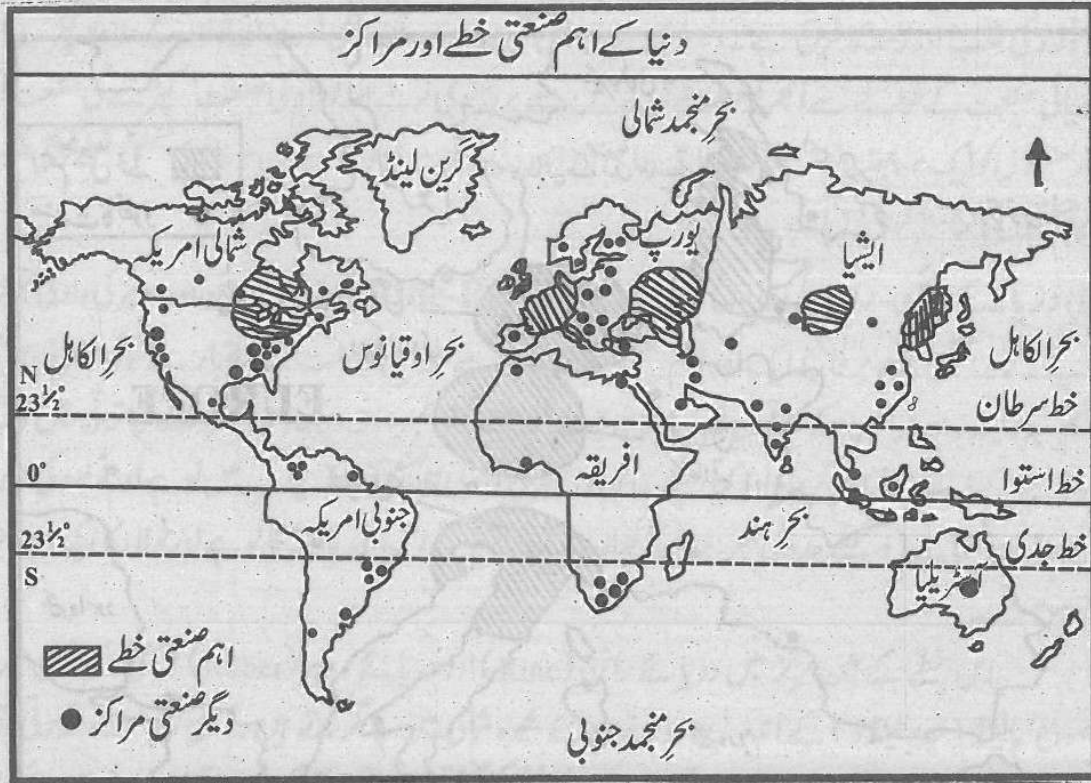 دنیا کے اہم صنعتی خطے اور مراکز
بحرِ منجمد شمالی
گرین لینڈ
شمالی امریکہ
یورپ
ایشیا
بحر الکاہل
بحرِ اوقیانوس
بحر الکاہل
N
23½°
خط سرطان
افریقہ
0°
خط استوا
جنوبی امریکہ
بحرِ ہند
23½°
خط جدی
S
آسٹریلیا
اہم صنعتی خطے
دیگر صنعتی مراکز
بحرِ منجمد جنوبی
EUROPE